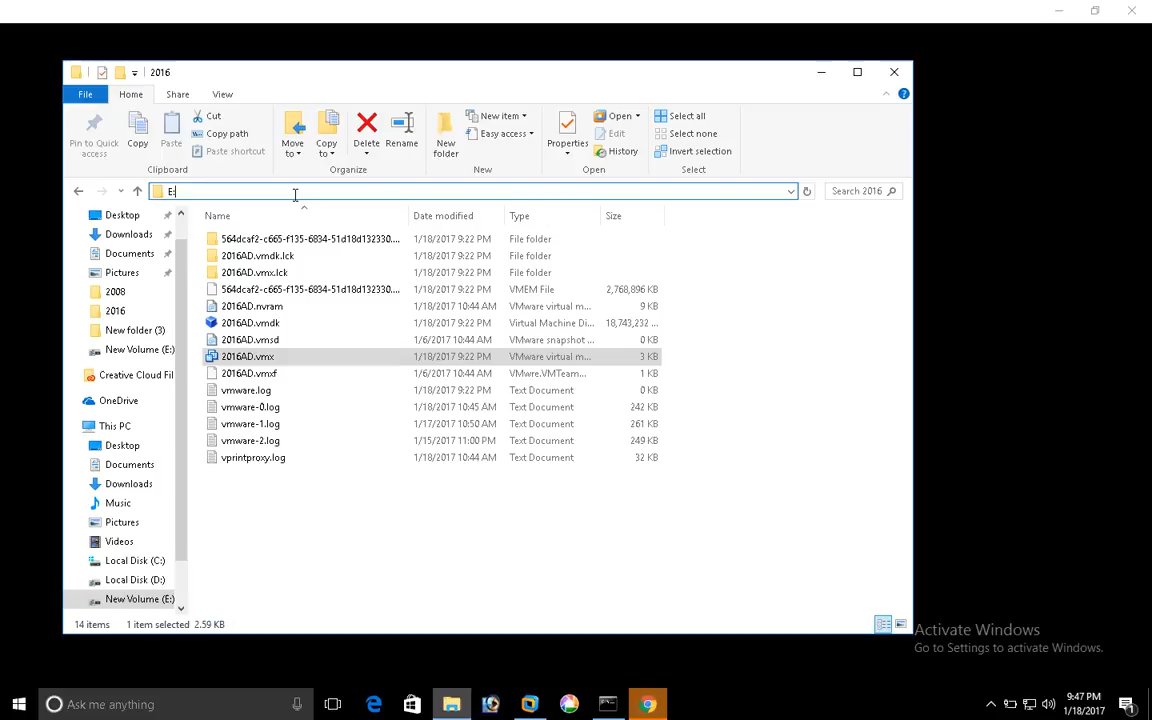 2016
File Home Share View
Pin to Quick access
Copy
Paste
Cut
Copy path
Paste shortcut
Clipboard
Move to
Copy to
Delete
Rename
Organize
New folder
New item
Easy access
New
Properties
Open
Edit
History
Open
Select all
Select none
Invert selection
Select
E:
Search 2016
Desktop
Downloads
Documents
Pictures
2008
2016
New folder (3)
New Volume (E:)
Creative Cloud Fil
OneDrive
This PC
Desktop
Documents
Downloads
Music
Pictures
Videos
Local Disk (C:)
Local Disk (D:)
New Volume (E:)
Name Date modified Type Size
564dcaf2-c665-f135-6834-51d18d132330.... 1/18/2017 9:22 PM File folder
2016AD.vmdk.lck 1/18/2017 9:22 PM File folder
2016AD.vmx.lck 1/18/2017 9:22 PM File folder
564dcaf2-c665-f135-6834-51d18d132330.... 1/18/2017 9:22 PM VMEM File 2,768,896 KB
2016AD.nvram 1/18/2017 10:44 AM VMware virtual m... 9 KB
2016AD.vmdk 1/18/2017 9:22 PM Virtual Machine Di... 18,743,232 ...
2016AD.vmsd 1/6/2017 10:44 AM VMware snapshot ... 0 KB
2016AD.vmx 1/18/2017 9:22 PM VMware virtual m... 3 KB
2016AD.vmxf 1/6/2017 10:44 AM VMwre.VMTeam... 1 KB
vmware.log 1/18/2017 9:22 PM Text Document 0 KB
vmware-0.log 1/18/2017 10:45 AM Text Document 242 KB
vmware-1.log 1/17/2017 10:50 AM Text Document 261 KB
vmware-2.log 1/15/2017 11:00 PM Text Document 249 KB
vprintproxy.log 1/18/2017 10:44 AM Text Document 32 KB
14 items 1 item selected 2.59 KB
Activate Windows
Go to Settings to activate Windows.
Ask me anything
9:47 PM
1/18/2017
1